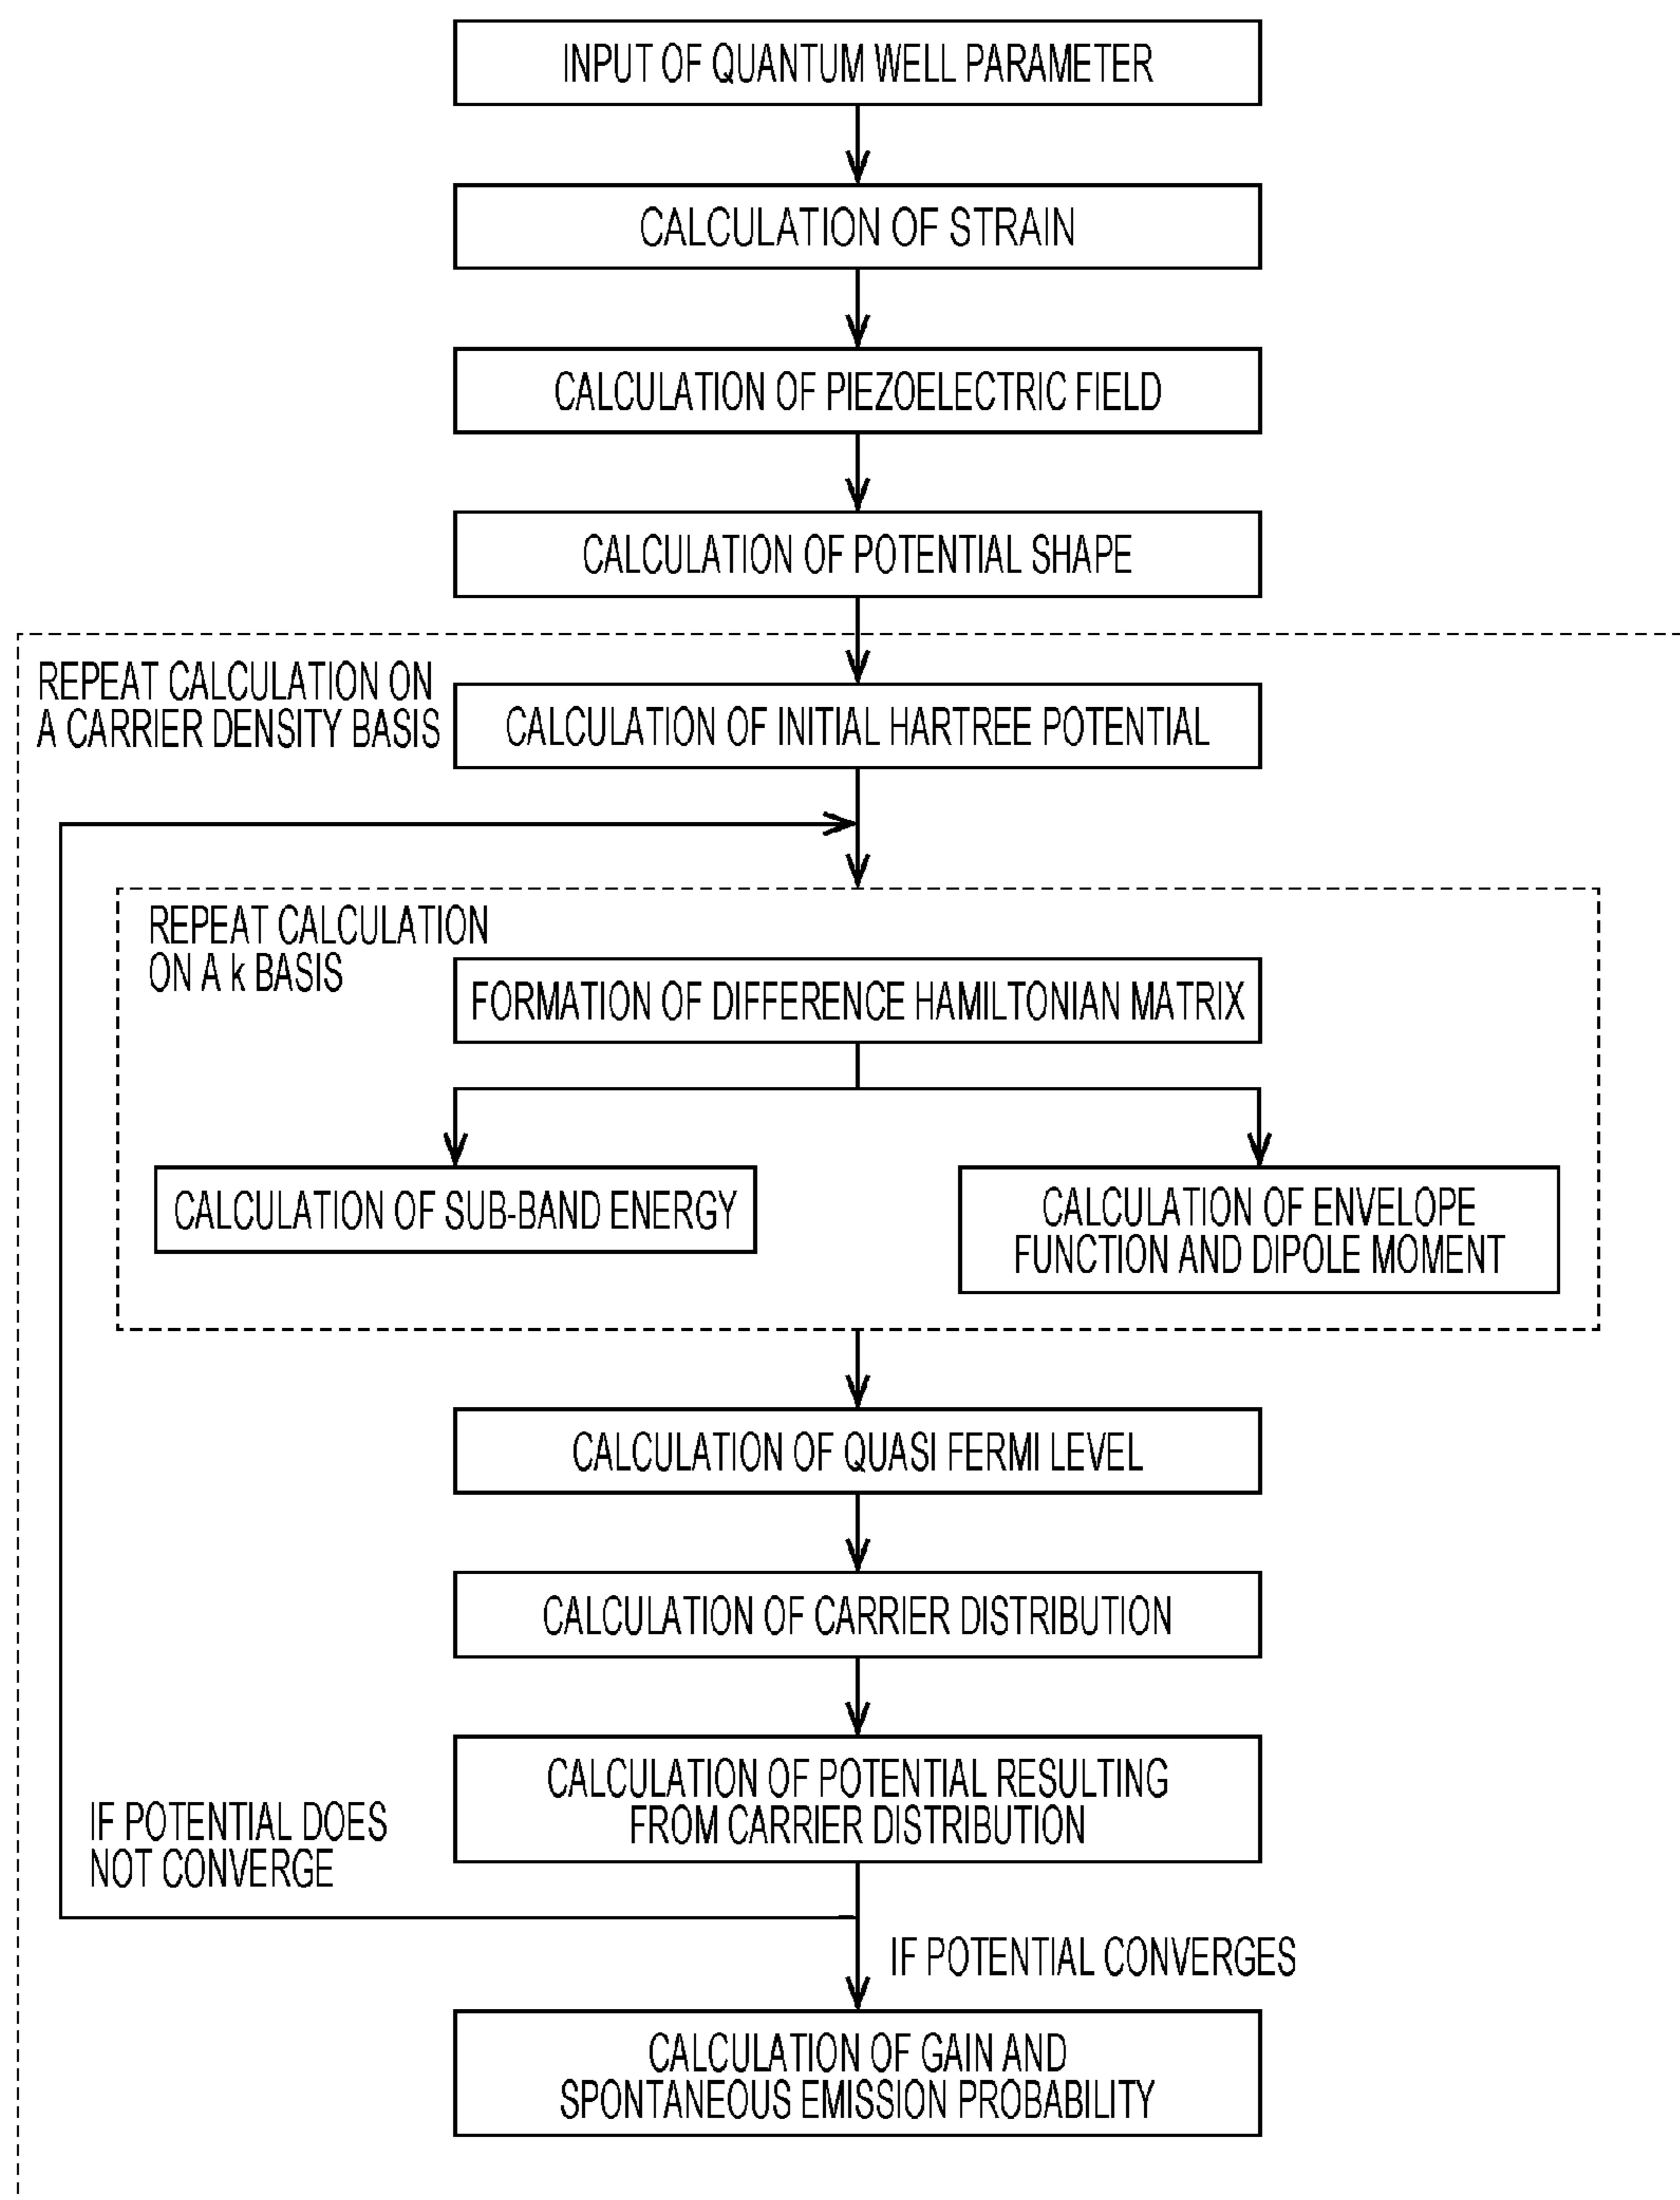 INPUT OF QUANTUM WELL PARAMETER
CALCULATION OF STRAIN
CALCULATION OF PIEZOELECTRIC FIELD
CALCULATION OF POTENTIAL SHAPE
REPEAT CALCULATION ON
A CARRIER DENSITY BASIS
CALCULATION OF INITIAL HARTREE POTENTIAL
REPEAT CALCULATION
ON A k BASIS
FORMATION OF DIFFERENCE HAMILTONIAN MATRIX
CALCULATION OF SUB-BAND ENERGY
CALCULATION OF ENVELOPE
FUNCTION AND DIPOLE MOMENT
CALCULATION OF QUASI FERMI LEVEL
CALCULATION OF CARRIER DISTRIBUTION
CALCULATION OF POTENTIAL RESULTING
FROM CARRIER DISTRIBUTION
IF POTENTIAL DOES
NOT CONVERGE
IF POTENTIAL CONVERGES
CALCULATION OF GAIN AND
SPONTANEOUS EMISSION PROBABILITY